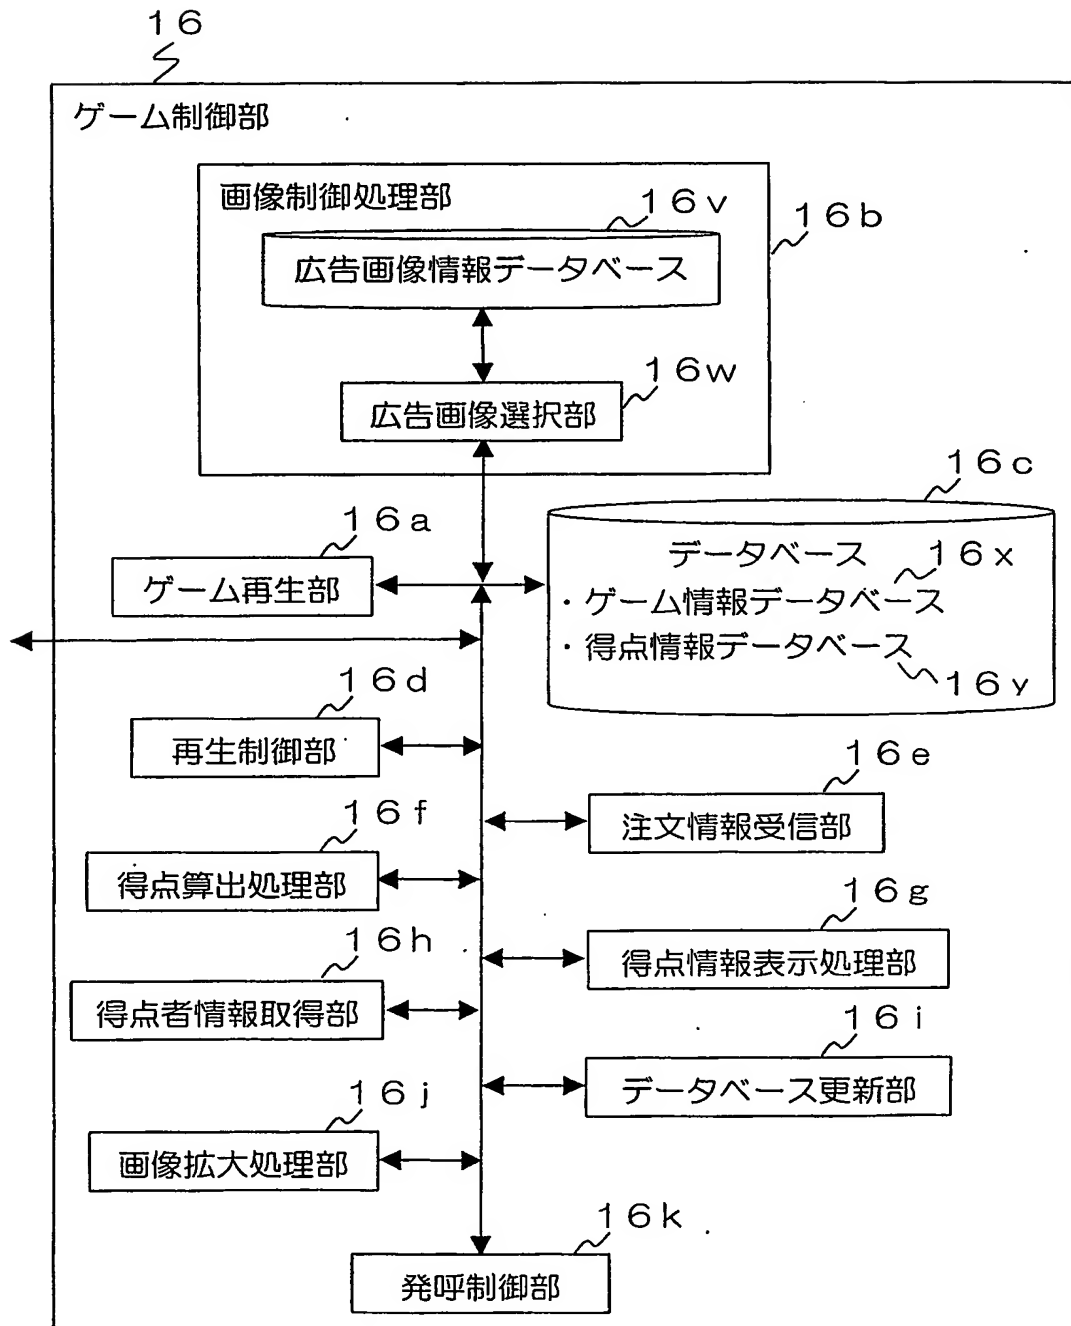 16
ゲーム制御部
画像制御処理部
16v
16b
広告画像情報データベース
16w
広告画像選択部
16c
16a
データベース
16x
ゲーム再生部
・ゲーム情報データベース
・得点情報データベース
16y
16d
再生制御部
16e
注文情報受信部
16f
得点算出処理部
16g
得点情報表示処理部
16h
得点者情報取得部
16i
データベース更新部
16j
画像拡大処理部
16k
発呼制御部